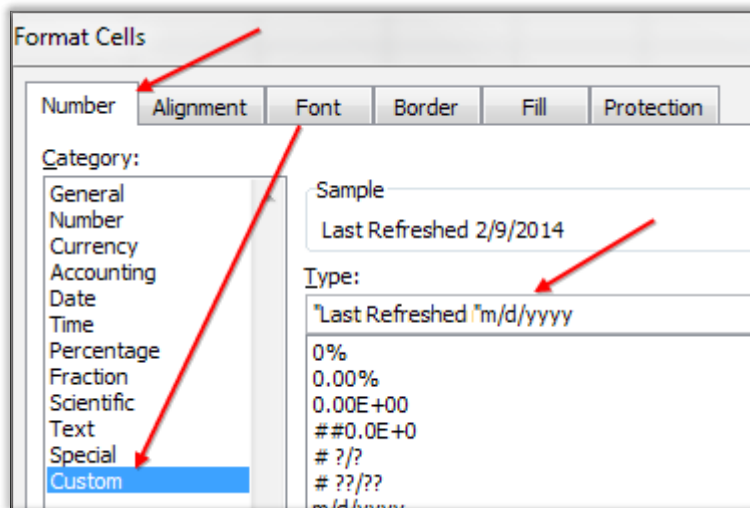 Format Cells
Number Alignment Font Border Fill Protection
Category:
General
Number
Currency
Accounting
Date
Time
Percentage
Fraction
Scientific
Text
Special
Custom
Sample
Last Refreshed 2/9/2014
Type:
"Last Refreshed "m/d/yyyy
0%
0.00%
0.00E+00
##0.0E+0
# ?/?
# ??/??
m/d/yyyy